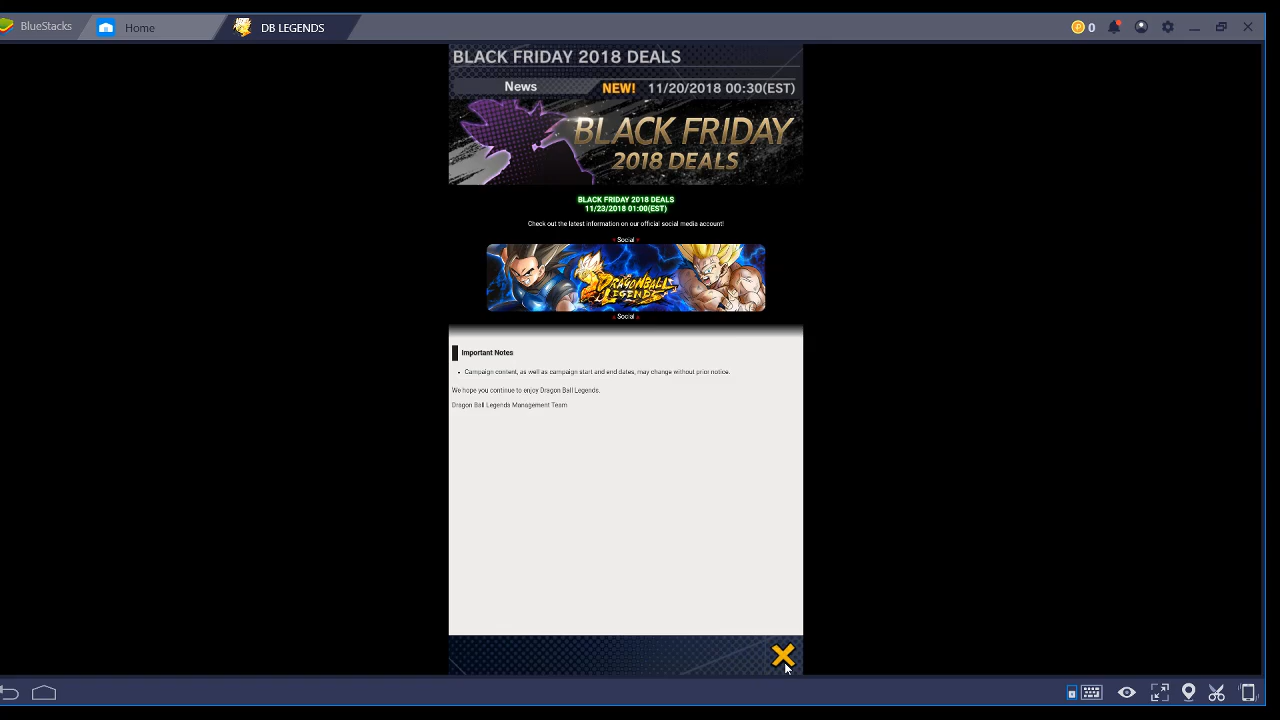 BlueStacks
Home
DB LEGENDS
0
BLACK FRIDAY 2018 DEALS
News
NEW!
11/20/2018 00:30(EST)
BLACK FRIDAY
2018 DEALS
BLACK FRIDAY 2018 DEALS
11/23/2018 01:00(EST)
Check out the latest information on our official social media account!
▼Social▼
DRAGONBALL
LEGENDS
▲Social▲
Important Notes
• Campaign content, as well as campaign start and end dates, may change without prior notice.
We hope you continue to enjoy Dragon Ball Legends.
Dragon Ball Legends Management Team